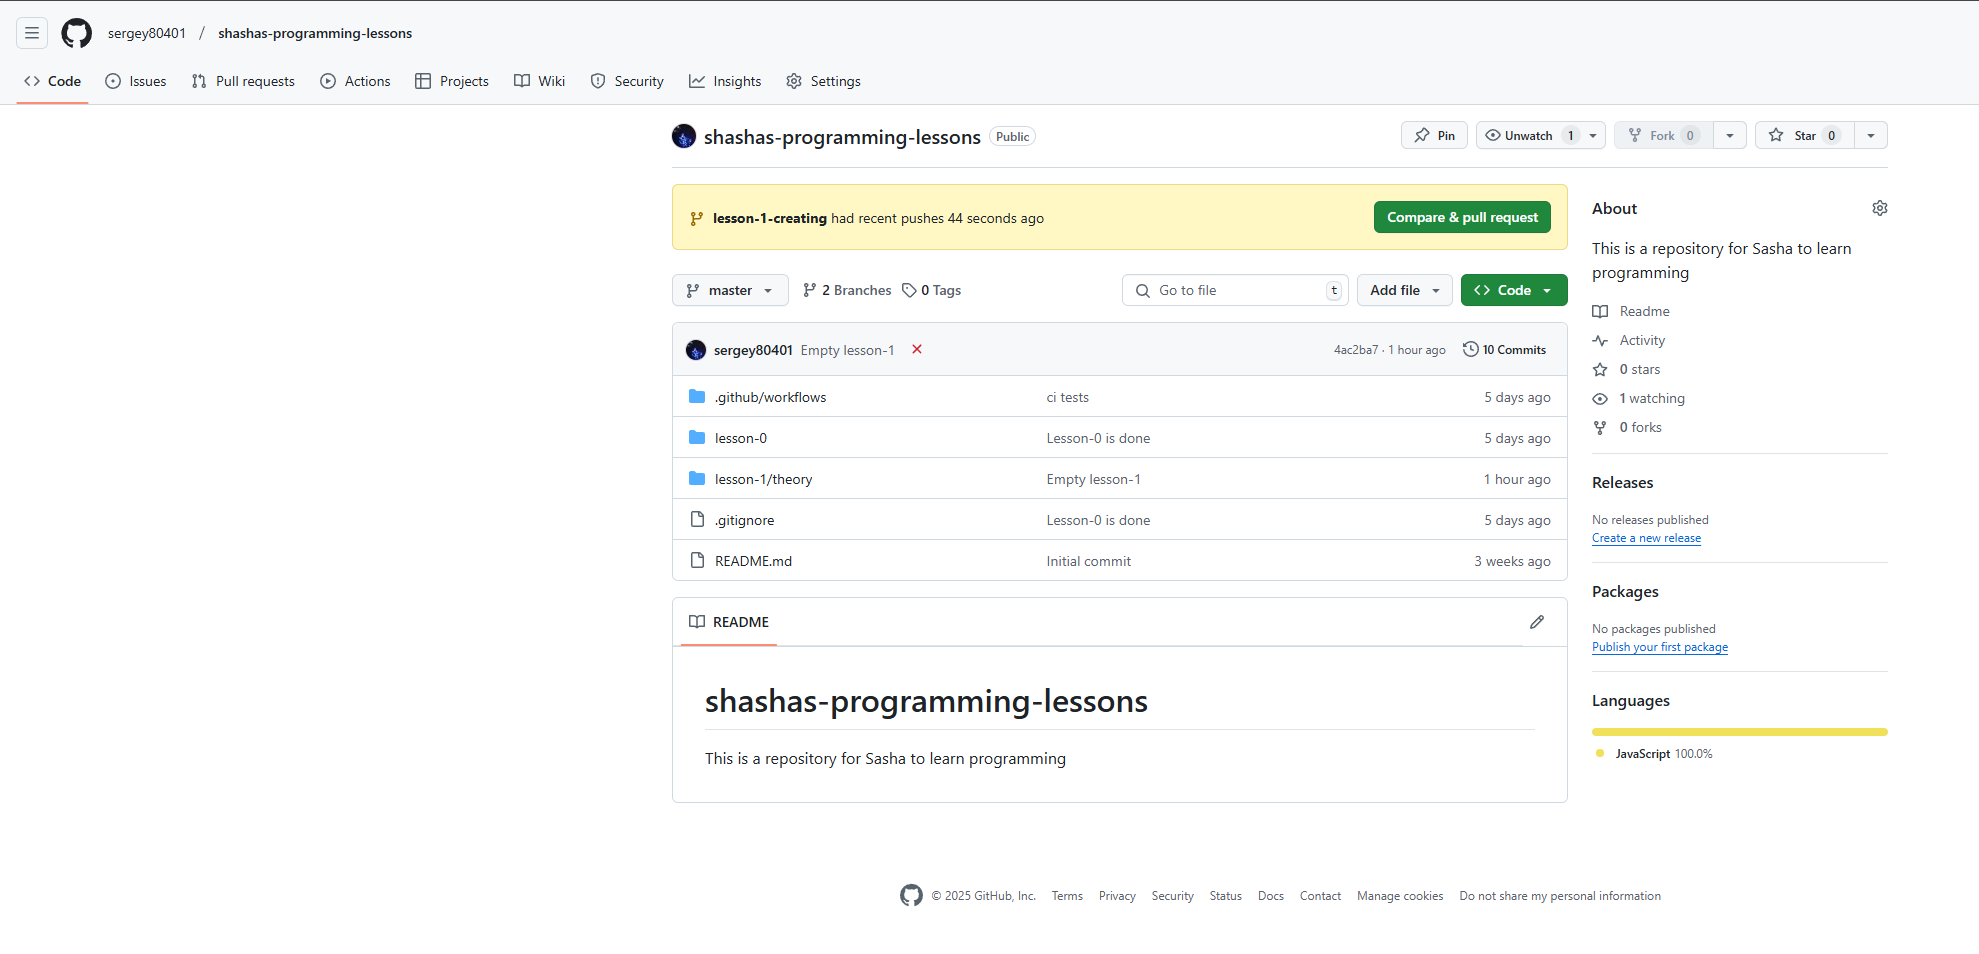 sergey80401 / shashas-programming-lessons
Code Issues Pull requests Actions Projects Wiki Security Insights Settings
shashas-programming-lessons Public
Pin Unwatch 1 Fork 0 Star 0
lesson-1-creating had recent pushes 44 seconds ago
Compare & pull request
master 2 Branches 0 Tags Go to file t Add file Code
sergey80401 Empty lesson-1 4ac2ba7 · 1 hour ago 10 Commits
.github/workflows ci tests 5 days ago
lesson-0 Lesson-0 is done 5 days ago
lesson-1/theory Empty lesson-1 1 hour ago
.gitignore Lesson-0 is done 5 days ago
README.md Initial commit 3 weeks ago
README
shashas-programming-lessons
This is a repository for Sasha to learn programming
About
This is a repository for Sasha to learn
programming
Readme
Activity
0 stars
1 watching
0 forks
Releases
No releases published
Create a new release
Packages
No packages published
Publish your first package
Languages
JavaScript 100.0%
© 2025 GitHub, Inc. Terms Privacy Security Status Docs Contact Manage cookies Do not share my personal information